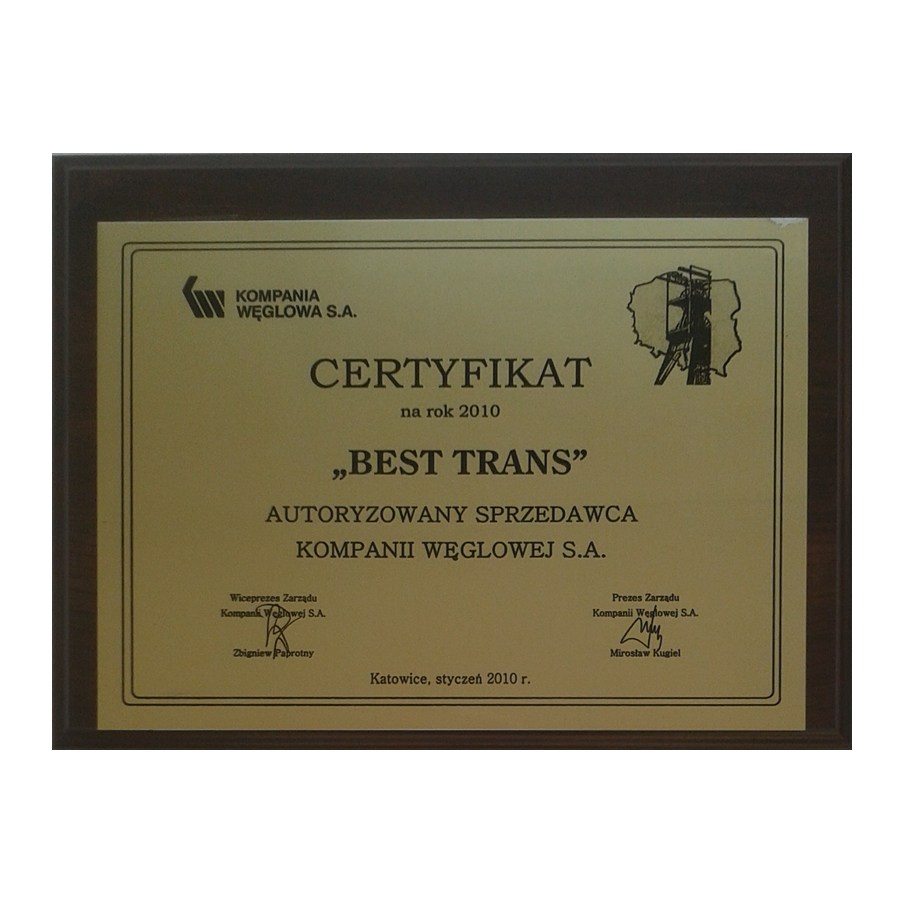 KOMPANIA
WĘGLOWA S.A.
CERTYFIKAT
na rok 2010
„BEST TRANS”
AUTORYZOWANY SPRZEDAWCA
KOMPANII WĘGLOWEJ S.A.
Wiceprezes Zarządu
Kompanii Węglowej S.A.
Zbigniew Paprotny
Prezes Zarządu
Kompanii Węglowej S.A.
Mirosław Kugiel
Katowice, styczeń 2010 r.